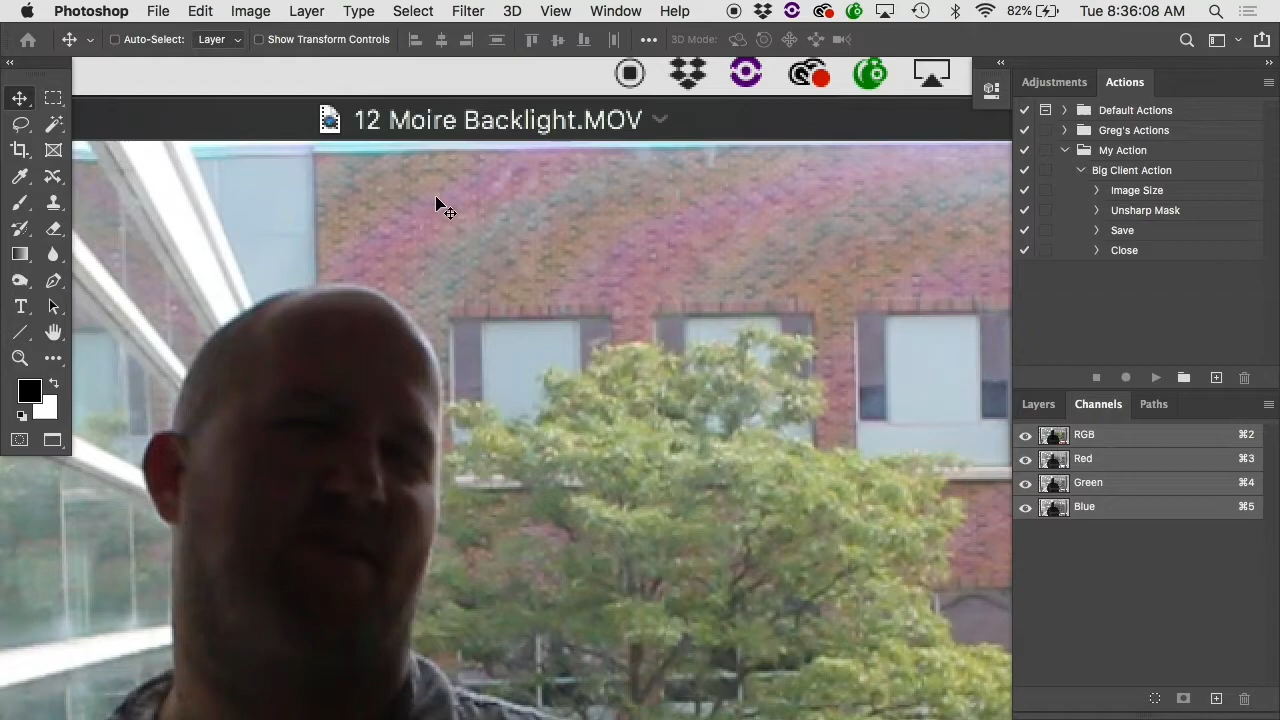 Photoshop File Edit Image Layer Type Select Filter 3D View Window Help 82% Tue 8:36:08 AM
Auto-Select: Layer Show Transform Controls 3D Mode:
12 Moire Backlight.MOV
Adjustments Actions
Default Actions
Greg's Actions
My Action
Big Client Action
Image Size
Unsharp Mask
Save
Close
Layers Channels Paths
RGB ⌘2
Red ⌘3
Green ⌘4
Blue ⌘5